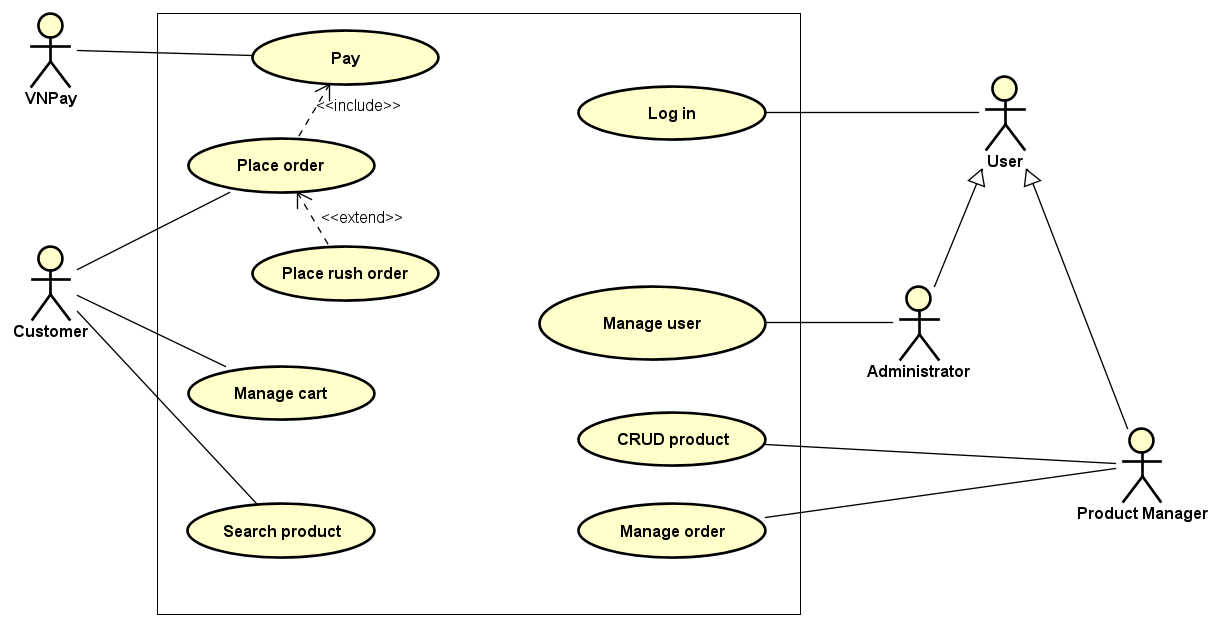 VNPay
Pay
<<include>>
Log in
User
Place order
<<extend>>
Place rush order
Customer
Manage user
Administrator
Manage cart
CRUD product
Product Manager
Search product
Manage order